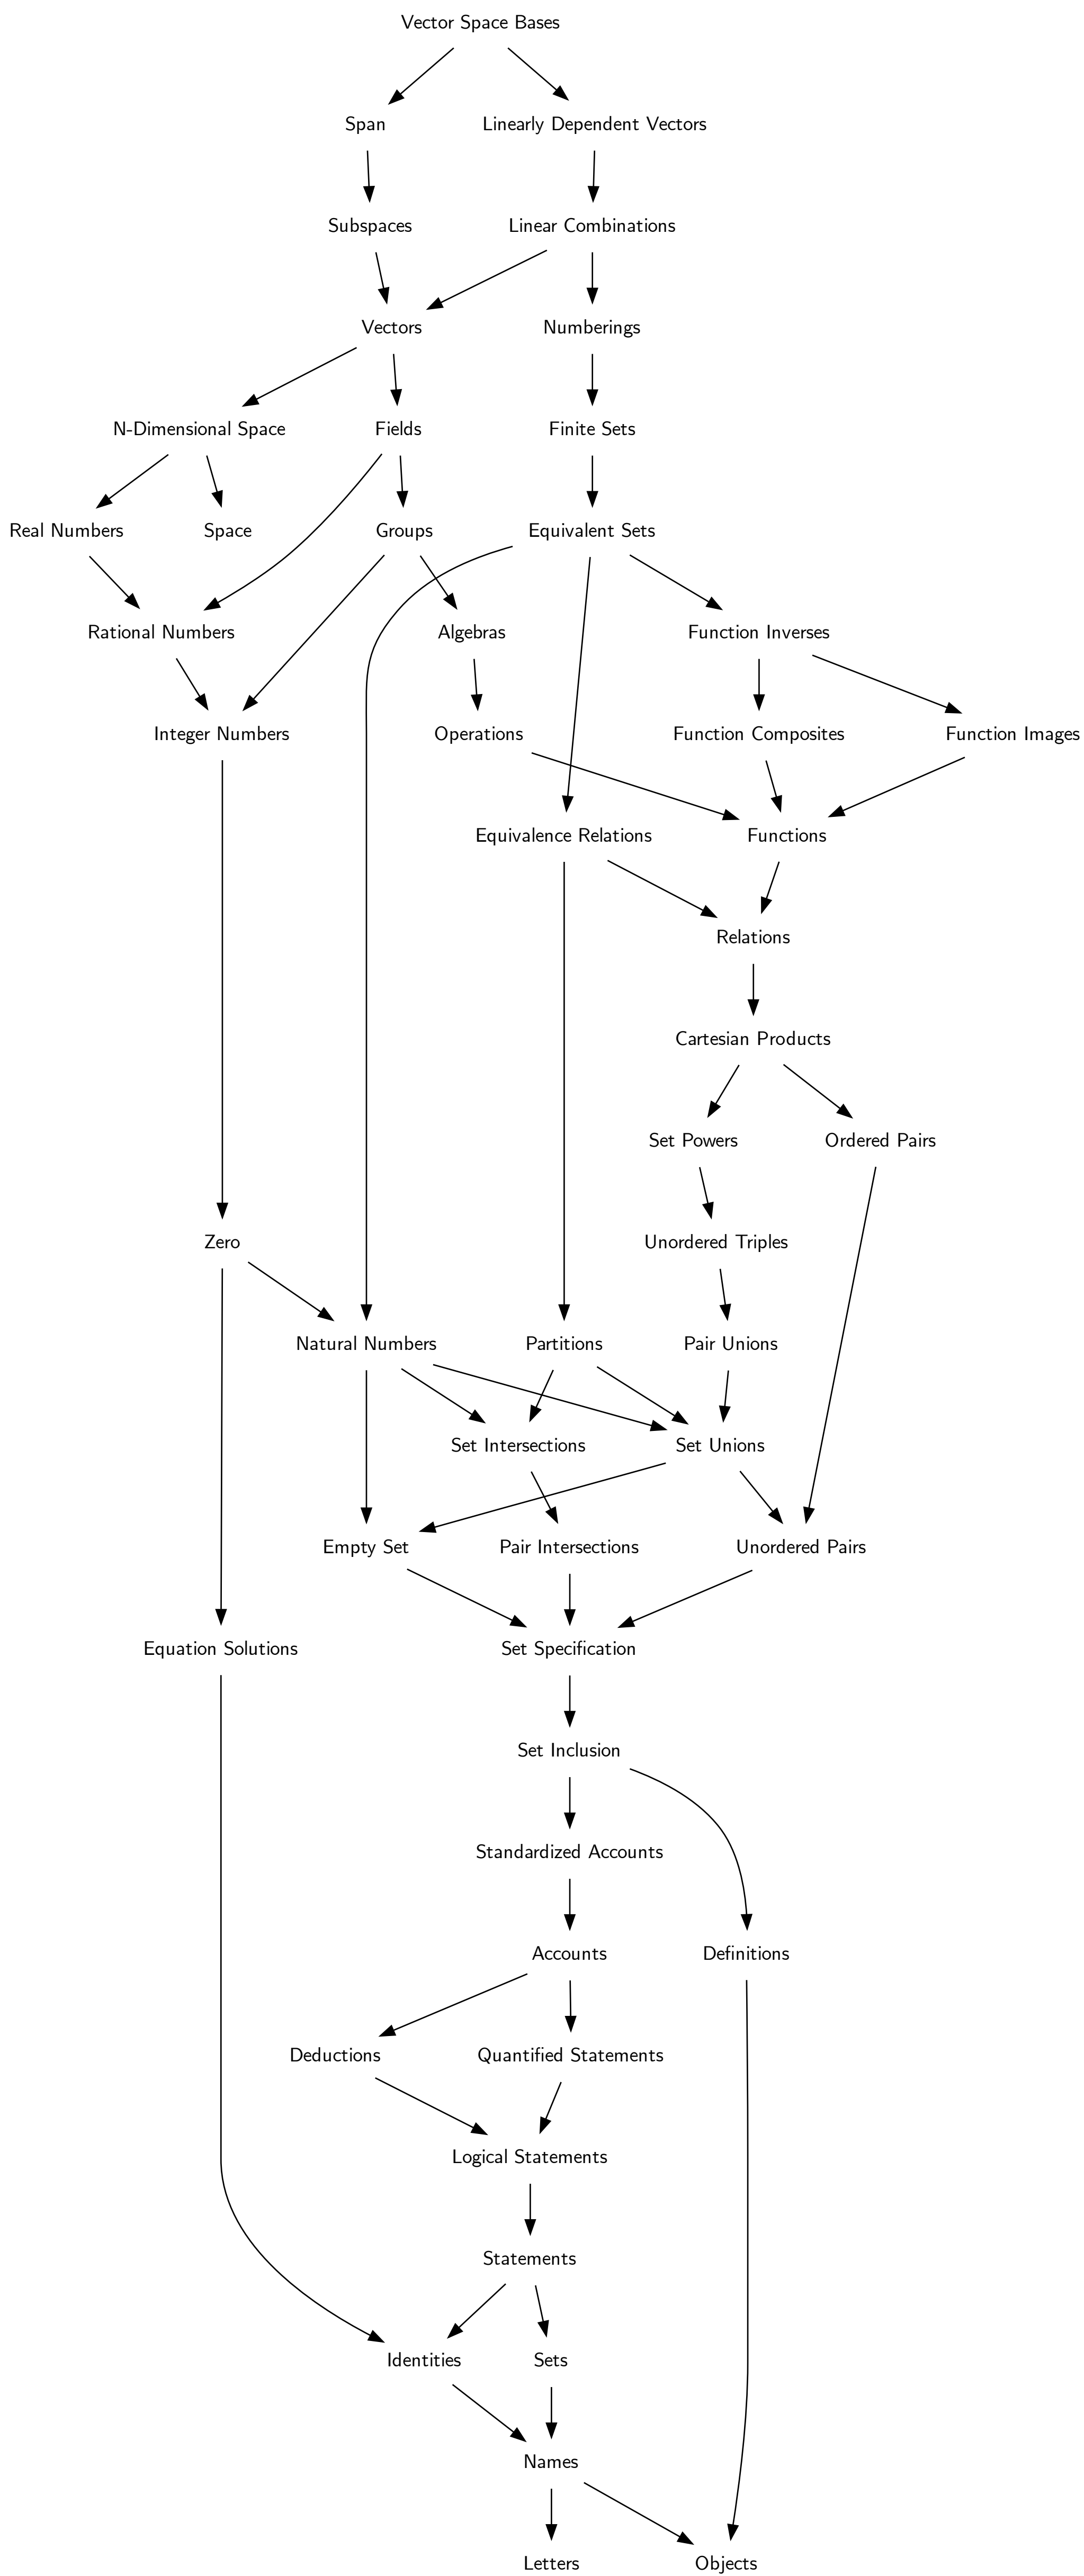 Vector Space Bases
Span
Linearly Dependent Vectors
Subspaces
Linear Combinations
Vectors
Numberings
N-Dimensional Space
Fields
Finite Sets
Real Numbers
Space
Groups
Equivalent Sets
Rational Numbers
Algebras
Function Inverses
Integer Numbers
Operations
Function Composites
Function Images
Equivalence Relations
Functions
Relations
Cartesian Products
Set Powers
Ordered Pairs
Zero
Unordered Triples
Natural Numbers
Partitions
Pair Unions
Set Intersections
Set Unions
Empty Set
Pair Intersections
Unordered Pairs
Equation Solutions
Set Specification
Set Inclusion
Standardized Accounts
Accounts
Definitions
Deductions
Quantified Statements
Logical Statements
Statements
Identities
Sets
Names
Letters
Objects